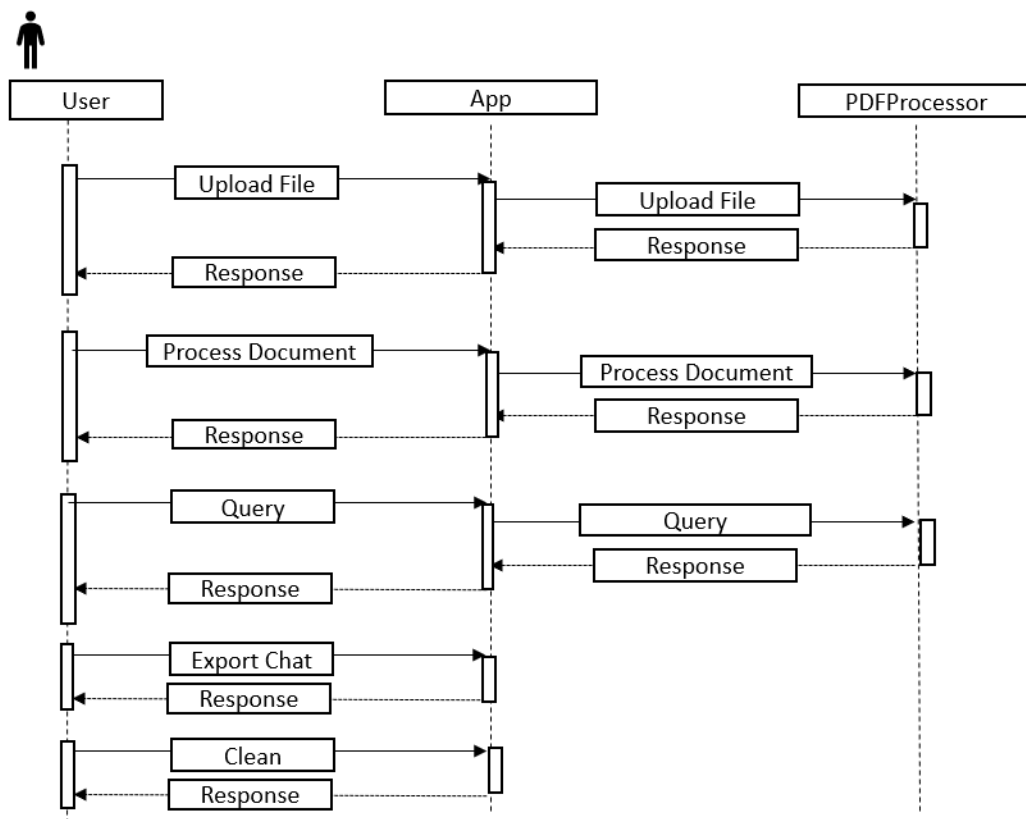 User
App
PDFProcessor
Upload File
Upload File
Response
Response
Process Document
Process Document
Response
Response
Query
Query
Response
Response
Export Chat
Response
Clean
Response